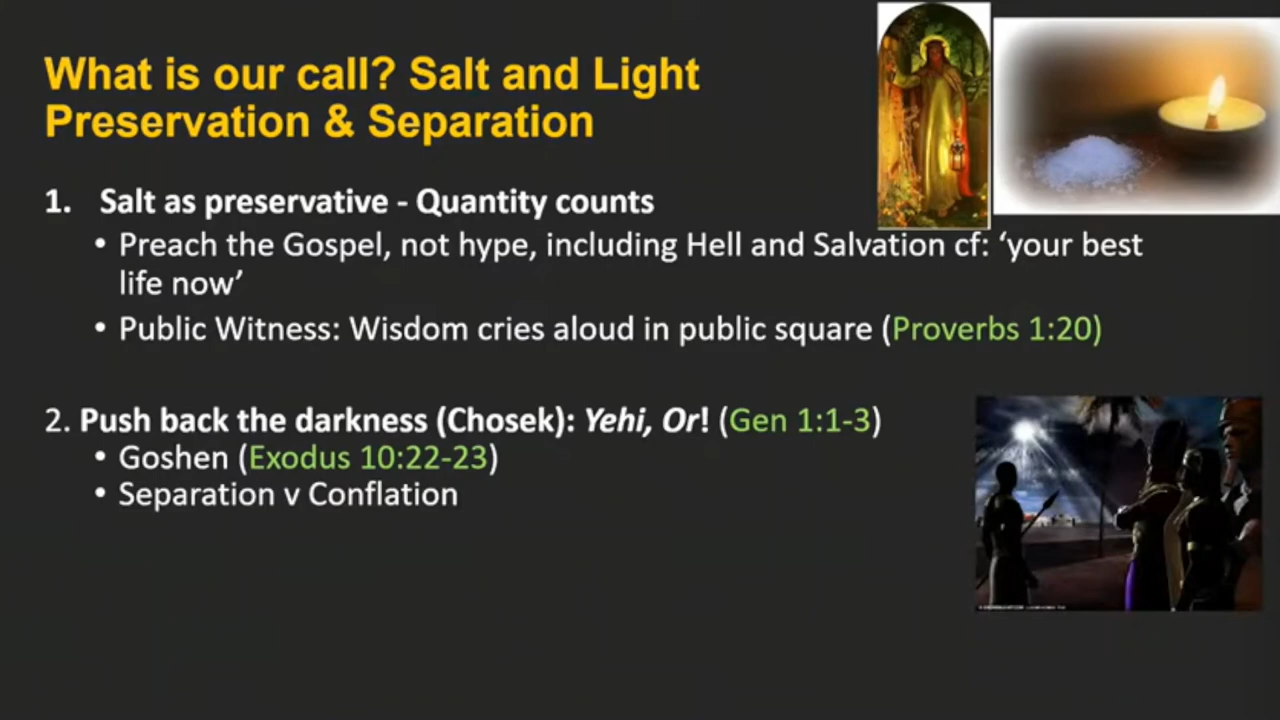 What is our call? Salt and Light
Preservation & Separation
1. Salt as preservative - Quantity counts
• Preach the Gospel, not hype, including Hell and Salvation cf: ‘your best
life now’
• Public Witness: Wisdom cries aloud in public square (Proverbs 1:20)
2. Push back the darkness (Chosek): Yehi, Or! (Gen 1:1-3)
• Goshen (Exodus 10:22-23)
• Separation v Conflation